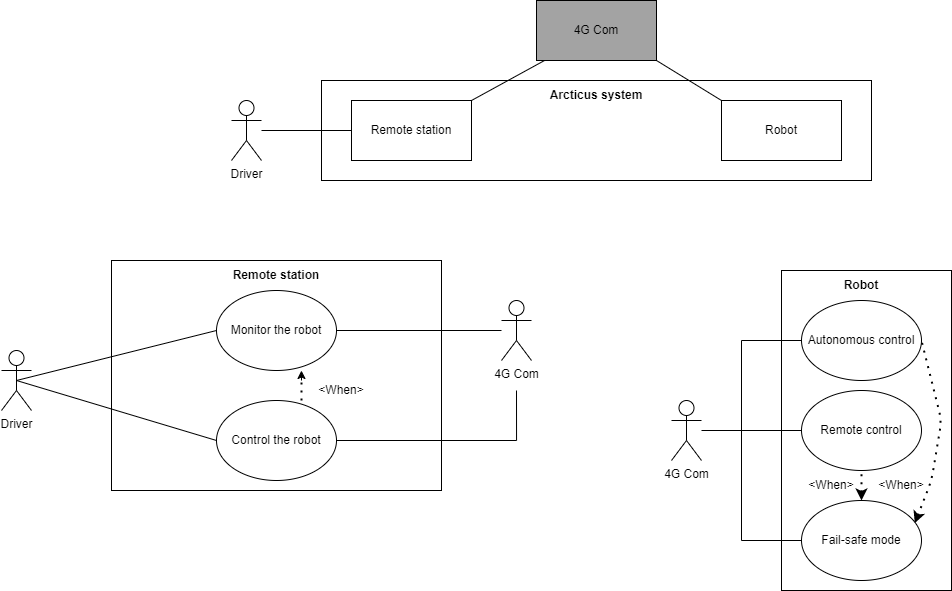 4G Com
Arcticus system
Remote station
Robot
Driver
Remote station
Monitor the robot
<When>
Control the robot
Driver
4G Com
Robot
Autonomous control
Remote control
<When>
<When>
Fail-safe mode
4G Com